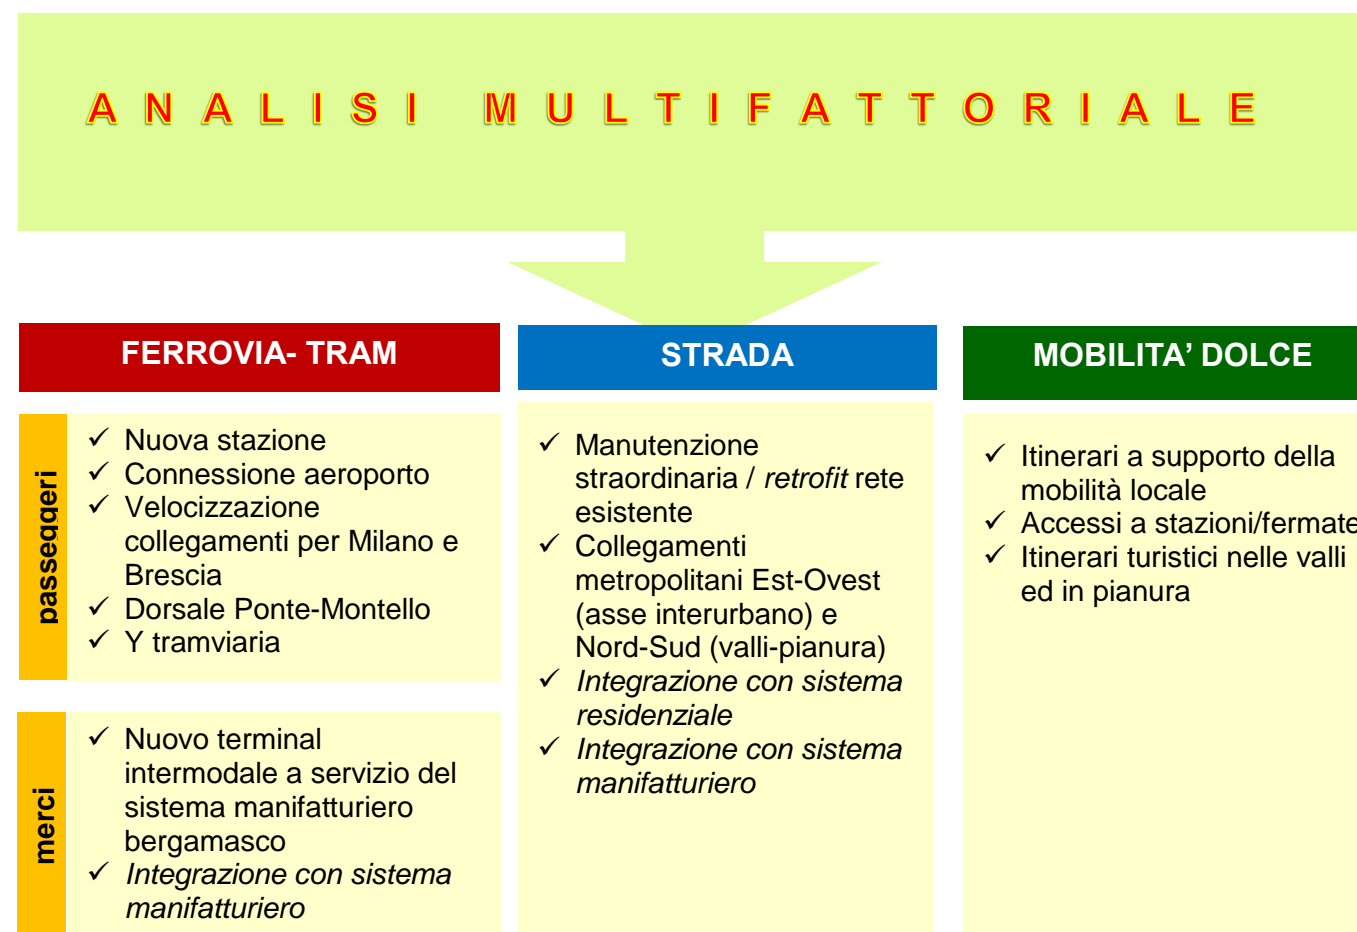 ANALISI MULTIFATTORIALE
FERROVIA- TRAM
passeggeri
✓ Nuova stazione
✓ Connessione aeroporto
✓ Velocizzazione
collegamenti per Milano e
Brescia
✓ Dorsale Ponte-Montello
✓ Y tramviaria
merci
✓ Nuovo terminal
intermodale a servizio del
sistema manifatturiero
bergamasco
✓ Integrazione con sistema
manifatturiero
STRADA
✓ Manutenzione
straordinaria / retrofit rete
esistente
✓ Collegamenti
metropolitani Est-Ovest
(asse interurbano) e
Nord-Sud (valli-pianura)
✓ Integrazione con sistema
residenziale
✓ Integrazione con sistema
manifatturiero
MOBILITA’ DOLCE
✓ Itinerari a supporto della
mobilità locale
✓ Accessi a stazioni/fermate
✓ Itinerari turistici nelle valli
ed in pianura